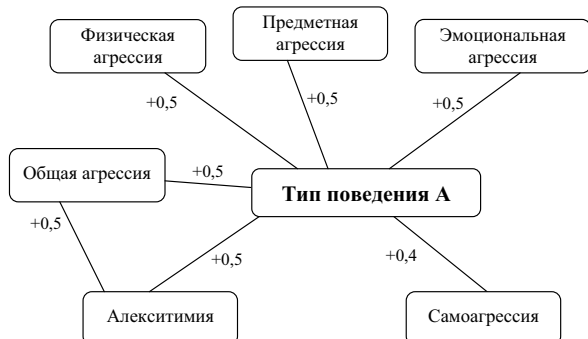 Физическая
агрессия
Предметная
агрессия
Эмоциональная
агрессия
+0,5
+0,5
+0,5
Общая агрессия
+0,5
Тип поведения А
+0,5
+0,5
+0,4
Алекситимия
Самоагрессия